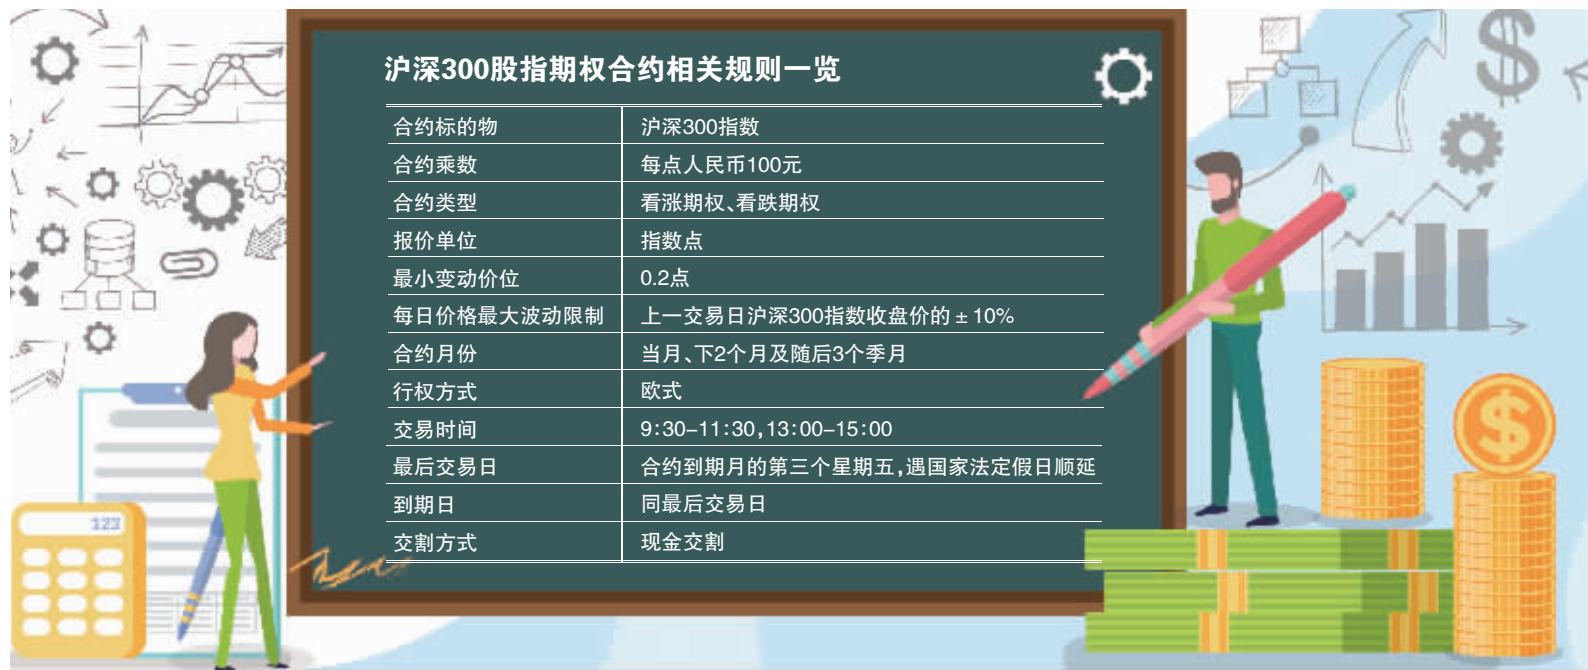 沪深300股指期权合约相关规则一览
合约标的物 沪深300指数
合约乘数 每点人民币100元
合约类型 看涨期权、看跌期权
报价单位 指数点
最小变动价位 0.2点
每日价格最大波动限制 上一交易日沪深300指数收盘价的±10%
合约月份 当月、下2个月及随后3个季月
行权方式 欧式
交易时间 9:30-11:30,13:00-15:00
最后交易日 合约到期月的第三个星期五,遇国家法定假日顺延
到期日 同最后交易日
交割方式 现金交割
123
$
$